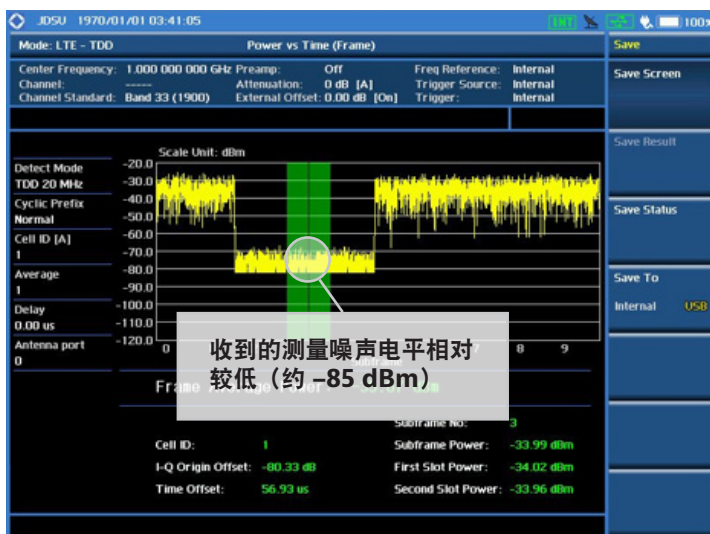 JDSU 1970/01/01 03:41:05
INT
100%
Mode: LTE - TDD
Power vs Time (Frame)
Save
Center Frequency: 1.000 000 000 GHz Preamp: Off Freq Reference: Internal
Channel: ----- Attenuation: 0 dB [A] Trigger Source: Internal
Channel Standard: Band 33 (1900) External Offset: 0.00 dB [On] Trigger: Internal
Save Screen
Save Result
Save Status
Save To
Internal USB
Scale Unit: dBm
Detect Mode
TDD 20 MHz
Cyclic Prefix
Normal
Cell ID [A]
1
Average
1
Delay
0.00 us
Antenna port
0
-20.0
-30.0
-40.0
-50.0
-60.0
-70.0
-80.0
-90.0
-100.0
-110.0
-120.0
0 7 8 9
收到的测量噪声电平相对
较低（约 –85 dBm）
Subframe
Frame Average Power: dBm
Subframe No: 3
Cell ID: 1
Subframe Power: -33.99 dBm
I-Q Origin Offset: -80.33 dB
First Slot Power: -34.02 dBm
Time Offset: 56.93 us
Second Slot Power: -33.96 dBm